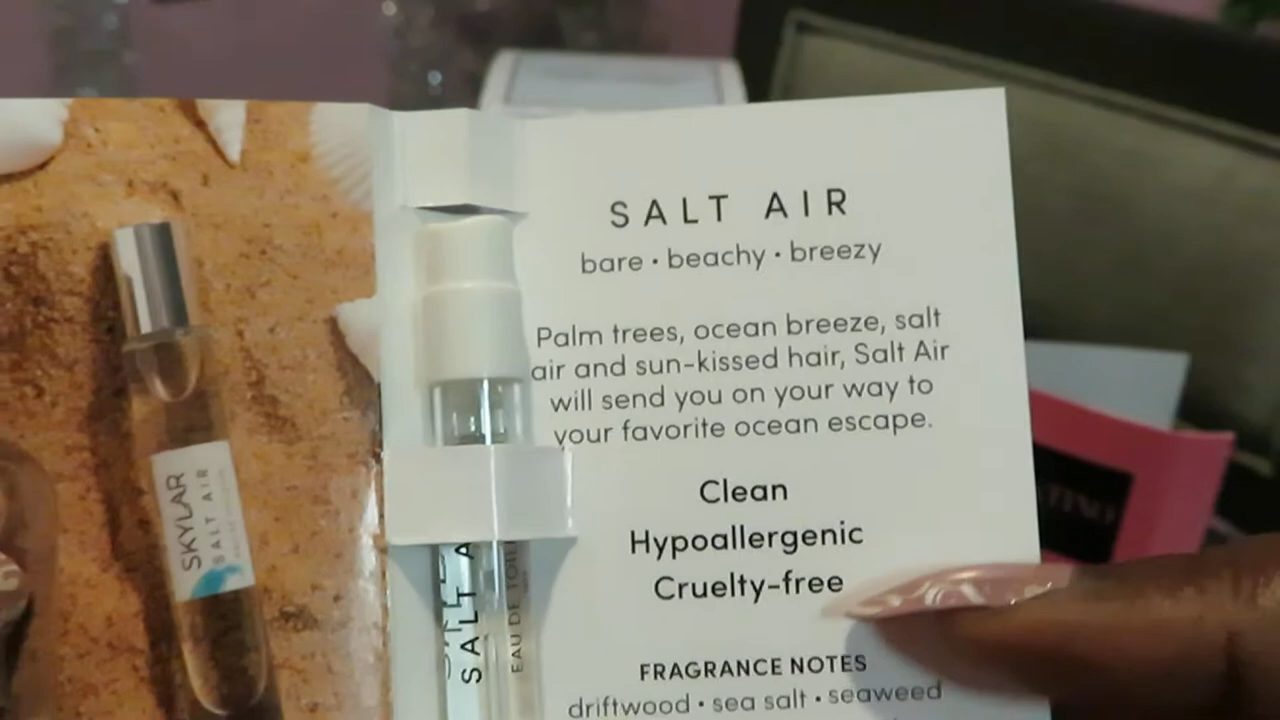 SALT AIR
bare • beachy • breezy
Palm trees, ocean breeze, salt
air and sun-kissed hair, Salt Air
will send you on your way to
your favorite ocean escape.
Clean
Hypoallergenic
Cruelty-free
FRAGRANCE NOTES
driftwood • sea salt • seaweed
SKYLAR
SALT AIR
SALT A
EAU DE TOIL